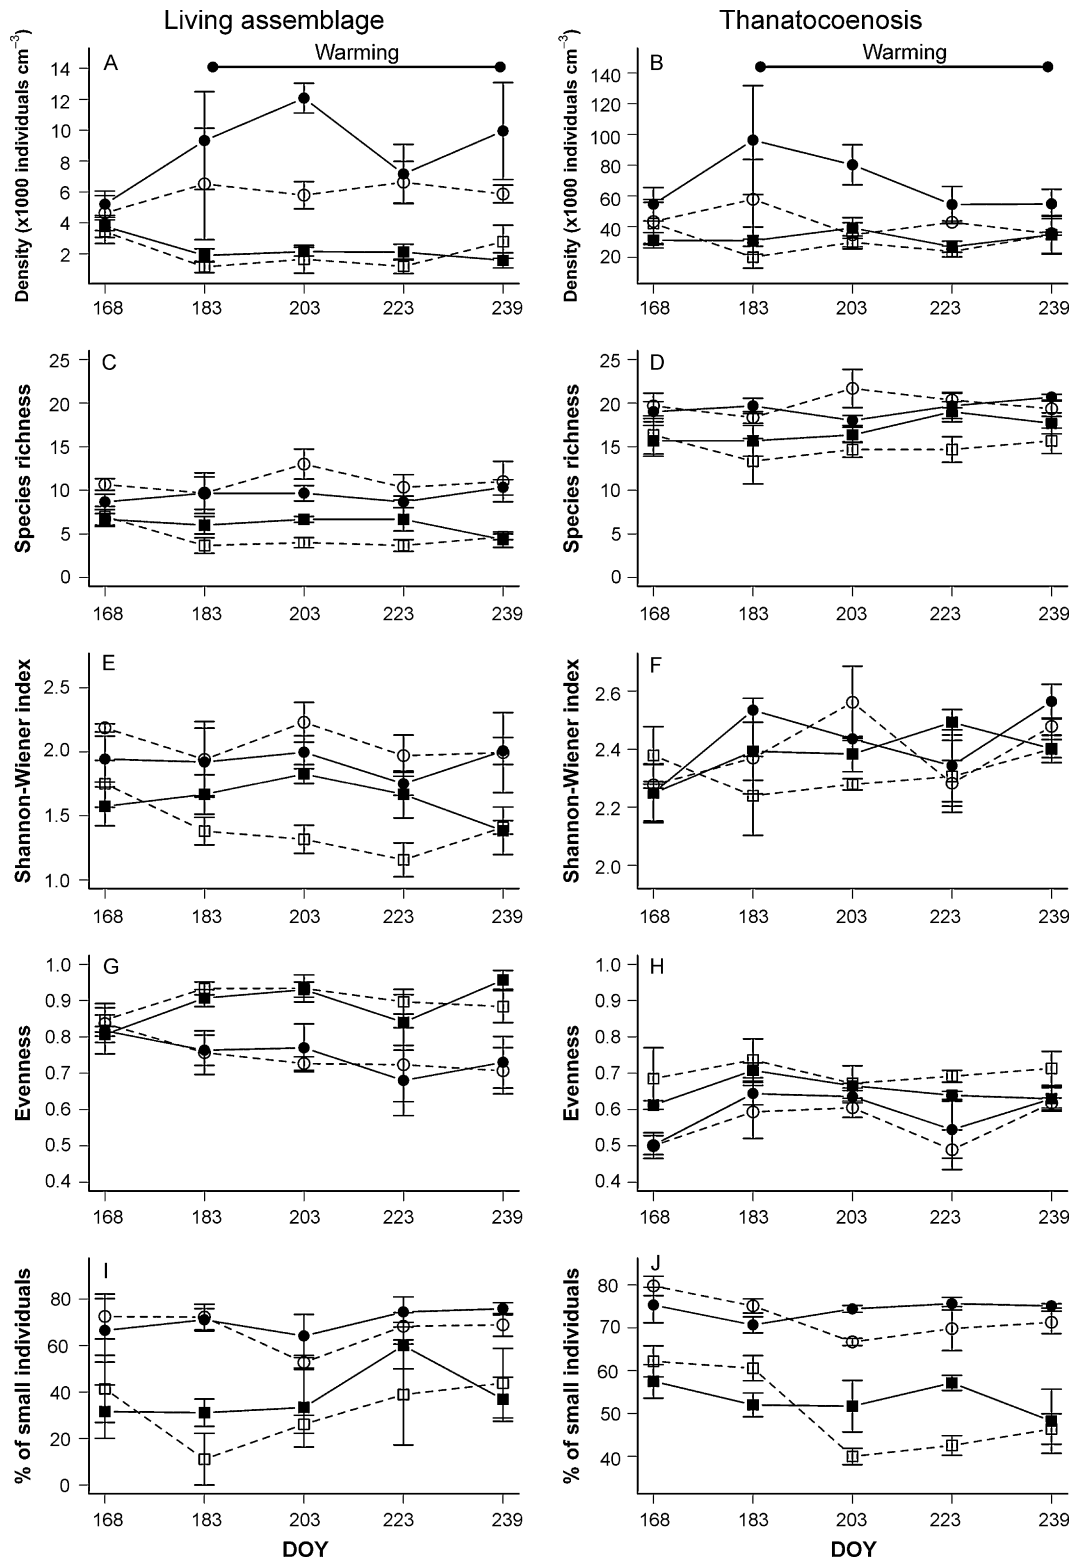 Living assemblage
Thanatocoenosis
A
Warming
Density (x1000 individuals cm⁻³)
14
12
10
8
6
4
2
168 183 203 223 239
B
Warming
Density (x1000 individuals cm⁻³)
140
120
100
80
60
40
20
168 183 203 223 239
C
Species richness
25
20
15
10
5
0
168 183 203 223 239
D
Species richness
25
20
15
10
5
0
168 183 203 223 239
E
Shannon-Wiener index
2.5
2.0
1.5
1.0
168 183 203 223 239
F
Shannon-Wiener index
2.6
2.4
2.2
2.0
168 183 203 223 239
G
Evenness
1.0
0.9
0.8
0.7
0.6
0.5
0.4
168 183 203 223 239
H
Evenness
1.0
0.9
0.8
0.7
0.6
0.5
0.4
168 183 203 223 239
I
% of small individuals
80
60
40
20
0
168 183 203 223 239
DOY
J
% of small individuals
80
70
60
50
40
168 183 203 223 239
DOY